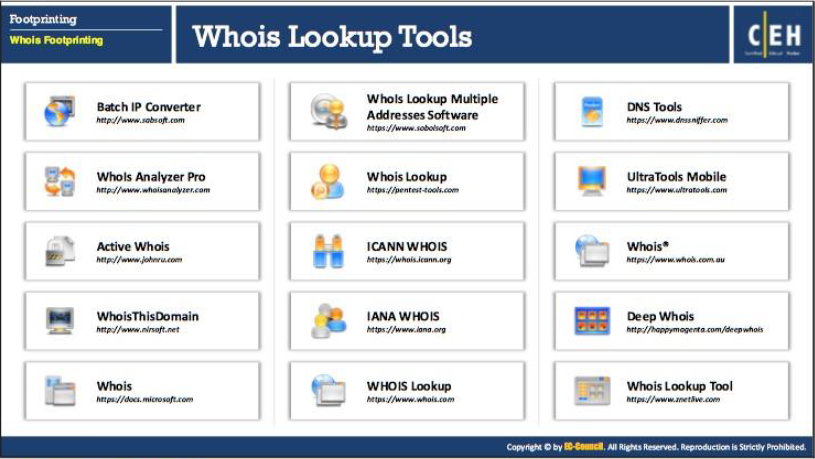 Footprinting
Whois Footprinting
Whois Lookup Tools
C|EH
Batch IP Converter
http://www.sabsoft.com
WhoIs Analyzer Pro
http://www.whoisanalyzer.com
Active Whois
http://www.johnru.com
WhoisThisDomain
http://www.nirsoft.net
Whois
https://docs.microsoft.com
WhoIs Lookup Multiple
Addresses Software
https://www.sobolsoft.com
Whois Lookup
https://pentest-tools.com
ICANN WHOIS
https://whois.icann.org
IANA WHOIS
https://www.iana.org
WHOIS Lookup
https://www.whois.com
DNS Tools
https://www.dnssniffer.com
UltraTools Mobile
https://www.ultratools.com
Whois®
https://www.whois.com.au
Deep Whois
http://happymagenta.com/deepwhois
Whois Lookup Tool
https://www.znetlive.com
Copyright © by EC-Council. All Rights Reserved. Reproduction is Strictly Prohibited.